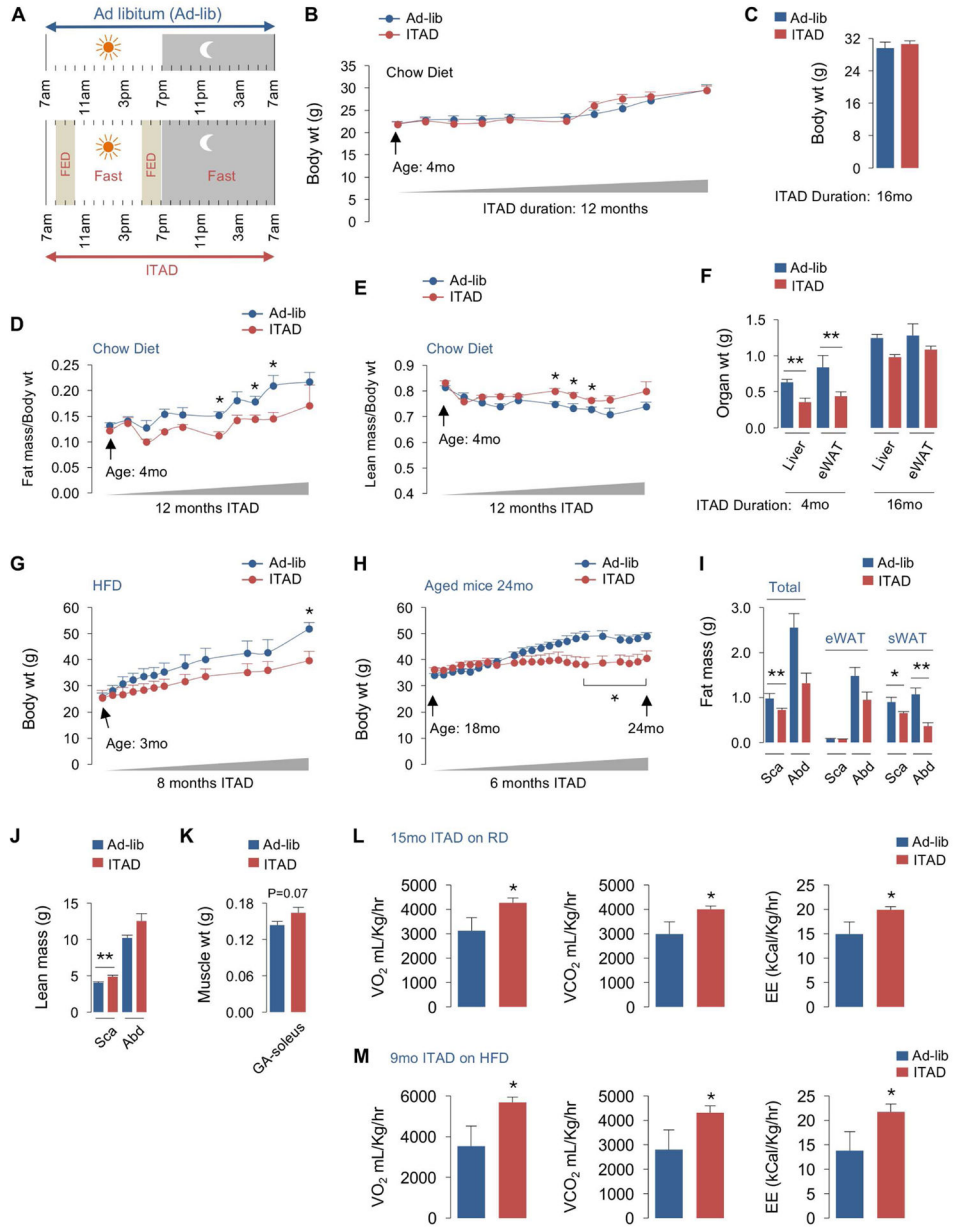 A
Ad libitum (Ad-lib)
7am
11am
3pm
7pm
11pm
3am
7am
FED
Fast
FED
Fast
7am
11am
3pm
7pm
11pm
3am
7am
ITAD
B
Ad-lib
ITAD
Chow Diet
Body wt (g)
35
30
25
20
15
10
5
0
Age: 4mo
ITAD duration: 12 months
C
Ad-lib
ITAD
Body wt (g)
32
24
16
8
0
ITAD Duration: 16mo
D
Ad-lib
ITAD
Chow Diet
Fat mass/Body wt
0.25
0.20
0.15
0.10
0.05
0.00
* * *
Age: 4mo
12 months ITAD
E
Ad-lib
ITAD
Chow Diet
Lean mass/Body wt
1.0
0.9
0.8
0.7
0.6
0.5
0.4
* * *
Age: 4mo
12 months ITAD
F
Ad-lib
ITAD
Organ wt (g)
1.5
1.0
0.5
0.0
** **
Liver
eWAT
Liver
eWAT
ITAD Duration: 4mo 16mo
G
Ad-lib
ITAD
HFD
Body wt (g)
60
50
40
30
20
10
0
*
Age: 3mo
8 months ITAD
H
Ad-lib
ITAD
Aged mice 24mo
Body wt (g)
60
50
40
30
20
10
0
*
Age: 18mo
24mo
6 months ITAD
I
Ad-lib
ITAD
Total
eWAT
sWAT
Fat mass (g)
3.0
2.0
1.0
0.0
** * **
Sca
Abd
Sca
Abd
Sca
Abd
J
Ad-lib
ITAD
Lean mass (g)
15
10
5
0
**
Sca
Abd
K
Ad-lib
ITAD
P=0.07
Muscle wt (g)
0.18
0.12
0.06
0.00
GA-soleus
L
15mo ITAD on RD
Ad-lib
ITAD
VO2 mL/Kg/hr
5000
4000
3000
2000
1000
0
*
VCO2 mL/Kg/hr
5000
4000
3000
2000
1000
0
*
EE (kCal/Kg/hr)
25
20
15
10
5
0
*
M
9mo ITAD on HFD
Ad-lib
ITAD
VO2 mL/Kg/hr
6000
4000
2000
0
*
VCO2 mL/Kg/hr
5000
4000
3000
2000
1000
0
*
EE (kCal/Kg/hr)
25
20
15
10
5
0
*